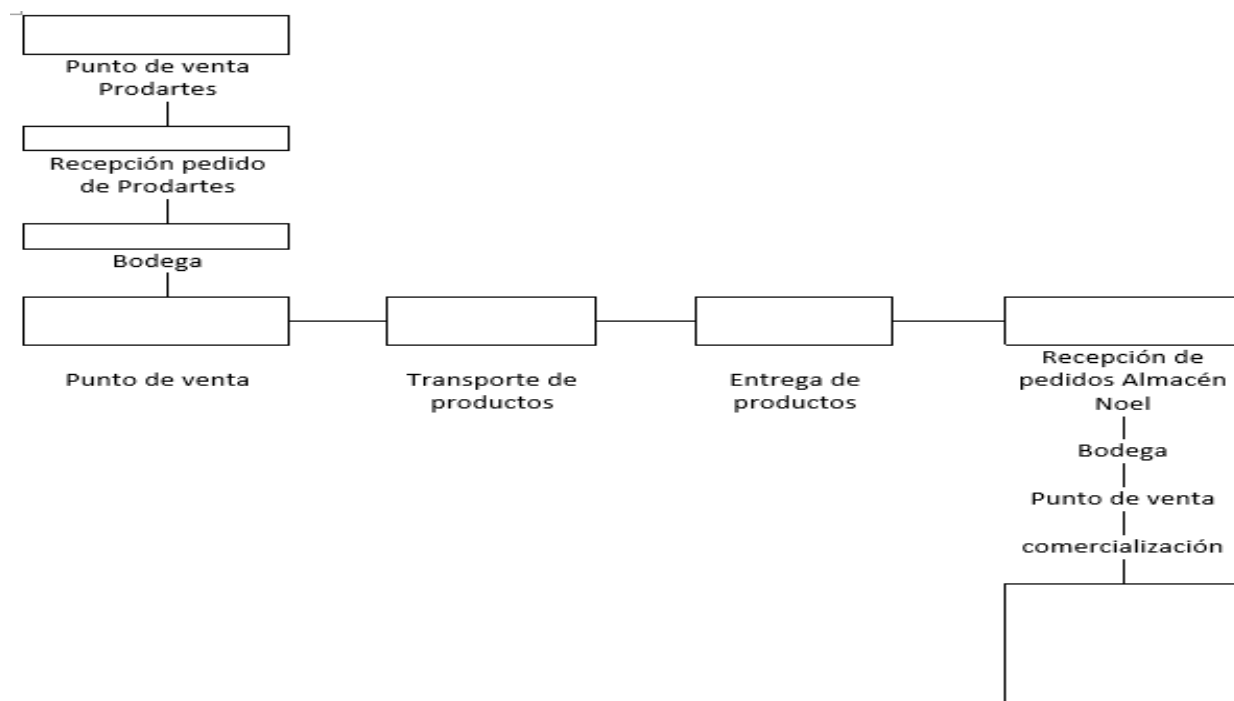 Punto de venta
Prodartes
Recepción pedido
de Prodartes
Bodega
Punto de venta
Transporte de
productos
Entrega de
productos
Recepción de
pedidos Almacén
Noel
Bodega
Punto de venta
comercialización